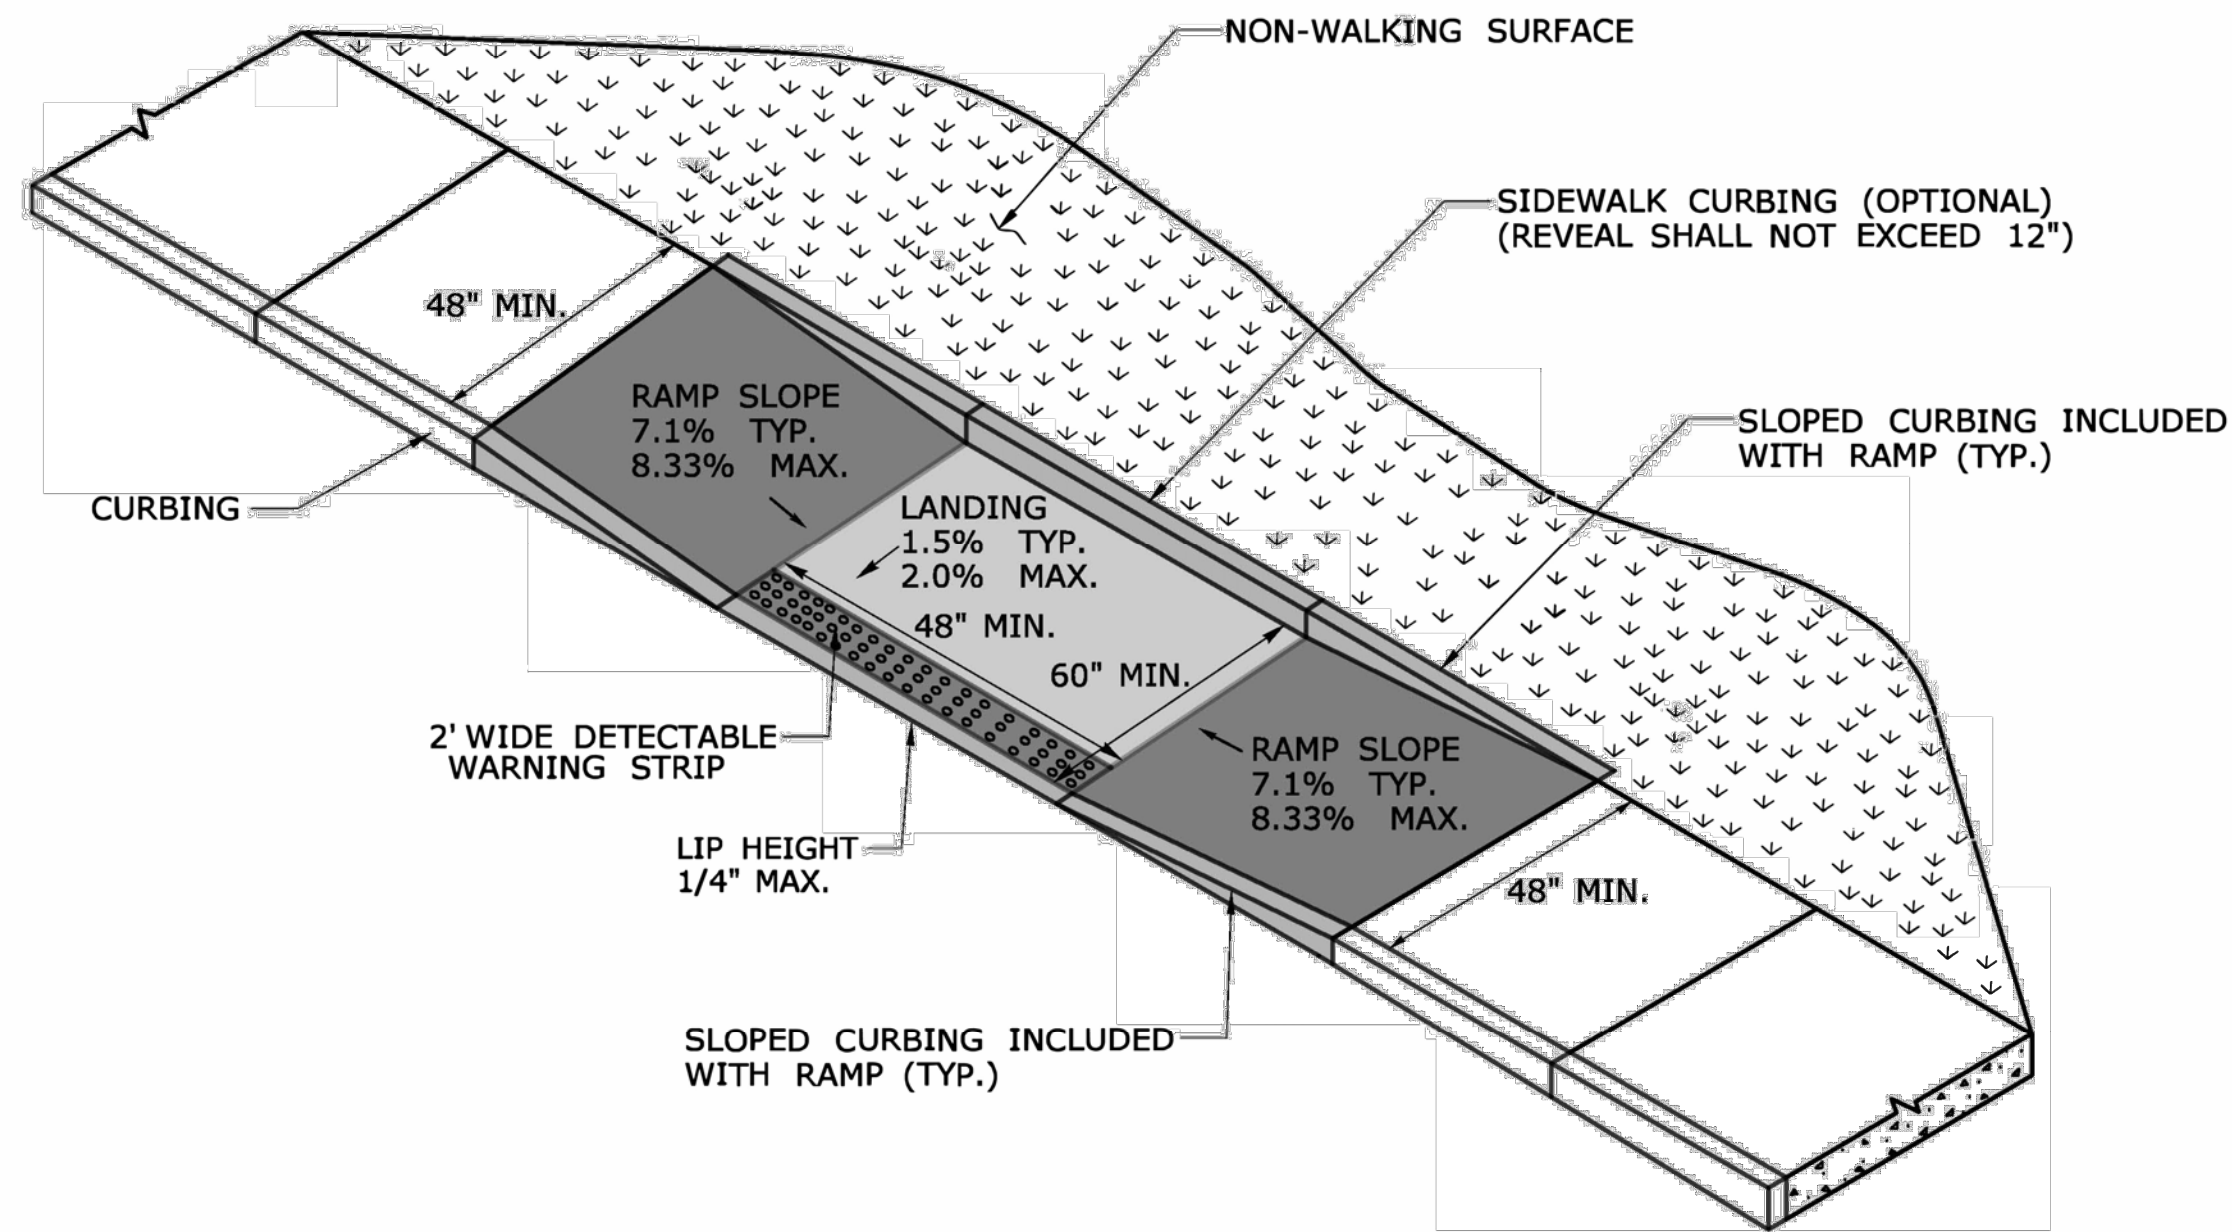 NON-WALKING SURFACE
SIDEWALK CURBING (OPTIONAL)
(REVEAL SHALL NOT EXCEED 12")
48" MIN.
RAMP SLOPE
7.1% TYP.
8.33% MAX.
SLOPED CURBING INCLUDED
WITH RAMP (TYP.)
CURBING
LANDING
1.5% TYP.
2.0% MAX.
48" MIN.
60" MIN.
2' WIDE DETECTABLE
WARNING STRIP
RAMP SLOPE
7.1% TYP.
8.33% MAX.
LIP HEIGHT
1/4" MAX.
48" MIN.
SLOPED CURBING INCLUDED
WITH RAMP (TYP.)